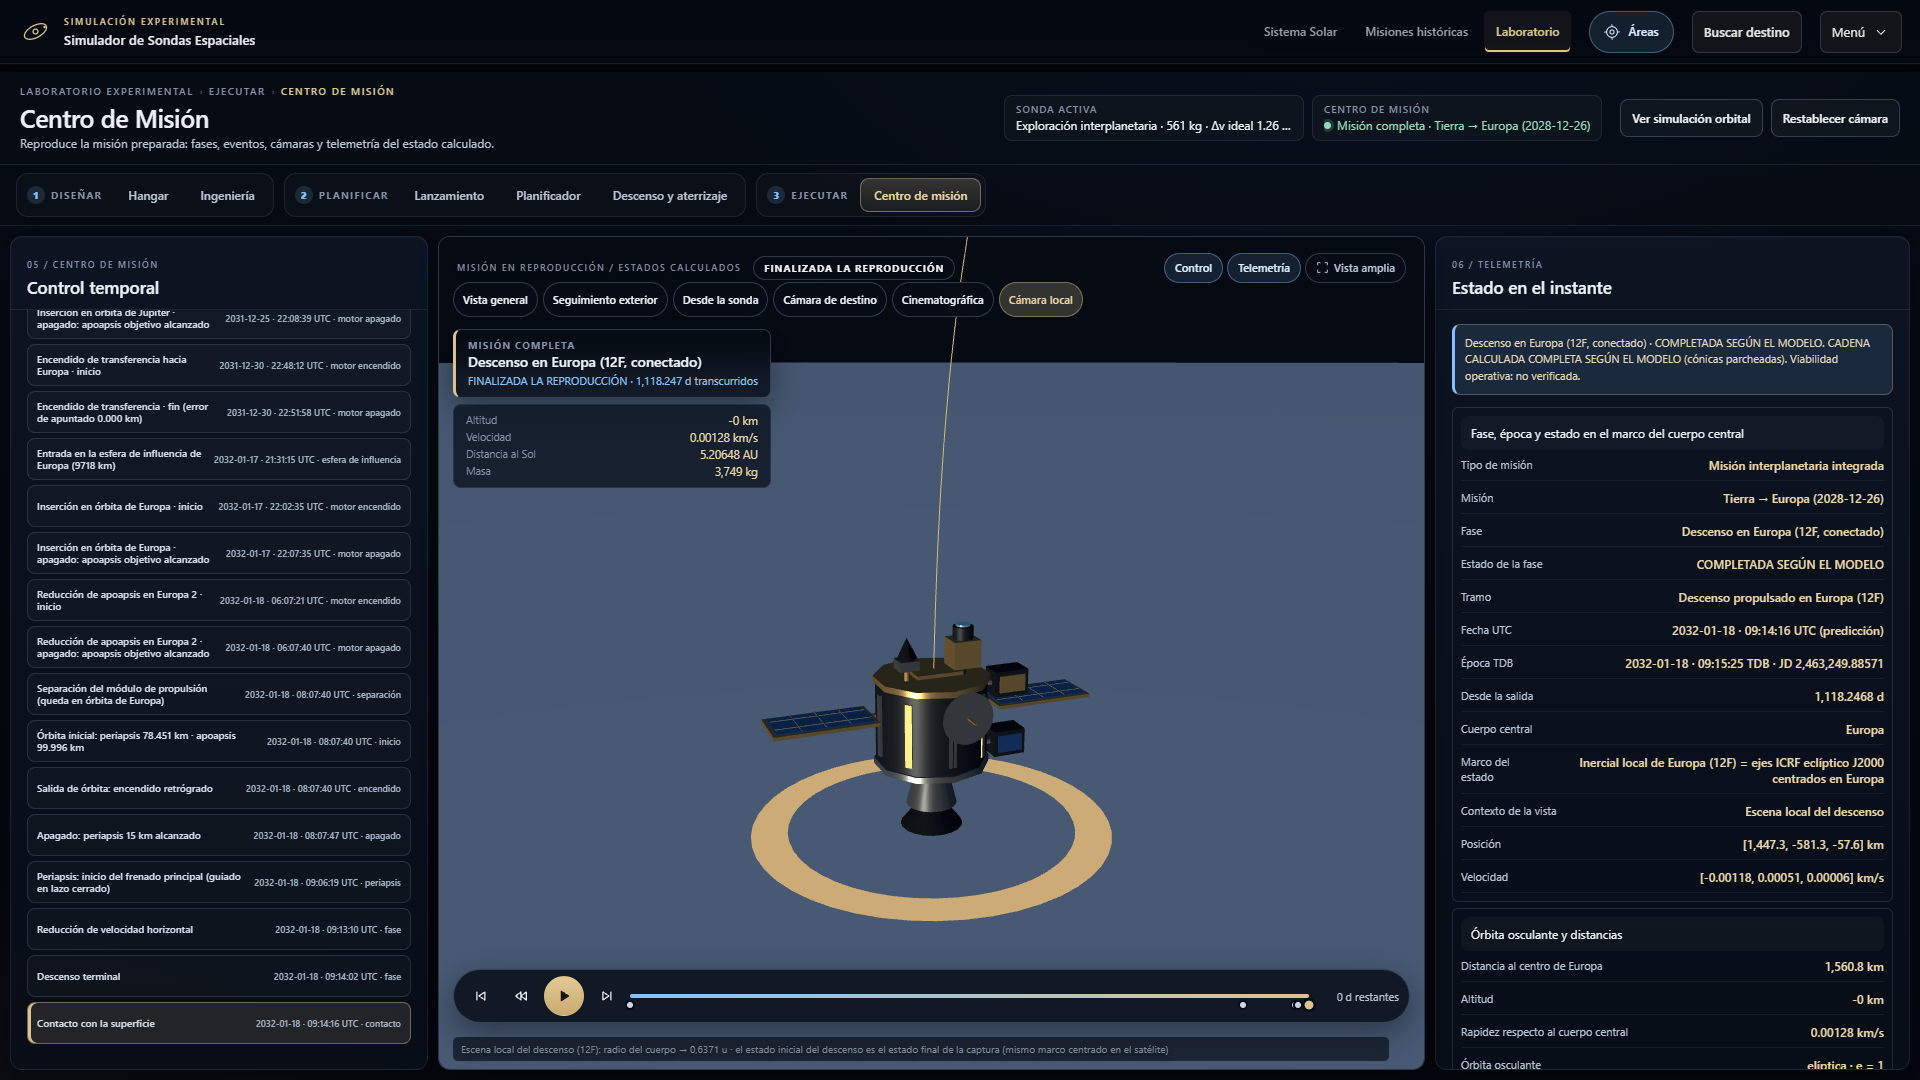 SIMULACIÓN EXPERIMENTAL
Simulador de Sondas Espaciales
Sistema Solar
Misiones históricas
Laboratorio
Áreas
Buscar destino
Menú
LABORATORIO EXPERIMENTAL › EJECUTAR › CENTRO DE MISIÓN
Centro de Misión
Reproduce la misión preparada: fases, eventos, cámaras y telemetría del estado calculado.
SONDA ACTIVA
Exploración interplanetaria · 561 kg · Δv ideal 1.26 ...
CENTRO DE MISIÓN
Misión completa · Tierra → Europa (2028-12-26)
Ver simulación orbital
Restablecer cámara
1 DISEÑAR
Hangar
Ingeniería
2 PLANIFICAR
Lanzamiento
Planificador
Descenso y aterrizaje
3 EJECUTAR
Centro de misión
05 / CENTRO DE MISIÓN
Control temporal
Inserción en órbita de Júpiter ·
apagado: apoapsis objetivo alcanzado
2031-12-25 · 22:08:39 UTC · motor apagado
Encendido de transferencia hacia
Europa · inicio
2031-12-30 · 22:48:12 UTC · motor encendido
Encendido de transferencia · fin (error
de apuntado 0.000 km)
2031-12-30 · 22:51:58 UTC · motor apagado
Entrada en la esfera de influencia de
Europa (9718 km)
2032-01-17 · 21:31:15 UTC · esfera de influencia
Inserción en órbita de Europa · inicio
2032-01-17 · 22:02:35 UTC · motor encendido
Inserción en órbita de Europa ·
apagado: apoapsis objetivo alcanzado
2032-01-17 · 22:07:35 UTC · motor apagado
Reducción de apoapsis en Europa 2 ·
inicio
2032-01-18 · 06:07:21 UTC · motor encendido
Reducción de apoapsis en Europa 2 ·
apagado: apoapsis objetivo alcanzado
2032-01-18 · 06:07:40 UTC · motor apagado
Separación del módulo de propulsión
(queda en órbita de Europa)
2032-01-18 · 08:07:40 UTC · separación
Órbita inicial: periapsis 78.451 km · apoapsis
99.996 km
2032-01-18 · 08:07:40 UTC · inicio
Salida de órbita: encendido retrógrado
2032-01-18 · 08:07:40 UTC · encendido
Apagado: periapsis 15 km alcanzado
2032-01-18 · 08:07:47 UTC · apagado
Periapsis: inicio del frenado principal (guiado
en lazo cerrado)
2032-01-18 · 09:06:19 UTC · periapsis
Reducción de velocidad horizontal
2032-01-18 · 09:13:10 UTC · fase
Descenso terminal
2032-01-18 · 09:14:02 UTC · fase
Contacto con la superficie
2032-01-18 · 09:14:16 UTC · contacto
MISIÓN EN REPRODUCCIÓN / ESTADOS CALCULADOS
FINALIZADA LA REPRODUCCIÓN
Control
Telemetría
Vista amplia
Vista general
Seguimiento exterior
Desde la sonda
Cámara de destino
Cinematográfica
Cámara local
MISIÓN COMPLETA
Descenso en Europa (12F, conectado)
FINALIZADA LA REPRODUCCIÓN · 1,118.247 d transcurridos
Altitud -0 km
Velocidad 0.00128 km/s
Distancia al Sol 5.20648 AU
Masa 3,749 kg
0 d restantes
Escena local del descenso (12F): radio del cuerpo → 0,6371 u · el estado inicial del descenso es el estado final de la captura (mismo marco centrado en el satélite)
06 / TELEMETRÍA
Estado en el instante
Descenso en Europa (12F, conectado) · COMPLETADA SEGÚN EL MODELO. CADENA
CALCULADA COMPLETA SEGÚN EL MODELO (cónicas parcheadas). Viabilidad
operativa: no verificada.
Fase, época y estado en el marco del cuerpo central
Tipo de misión Misión interplanetaria integrada
Misión Tierra → Europa (2028-12-26)
Fase Descenso en Europa (12F, conectado)
Estado de la fase COMPLETADA SEGÚN EL MODELO
Tramo Descenso propulsado en Europa (12F)
Fecha UTC 2032-01-18 · 09:14:16 UTC (predicción)
Época TDB 2032-01-18 · 09:15:25 TDB · JD 2,463,249.88571
Desde la salida 1,118.2468 d
Cuerpo central Europa
Marco del
estado
Inercial local de Europa (12F) = ejes ICRF eclíptico J2000
centrados en Europa
Contexto de la vista Escena local del descenso
Posición [1,447.3, -581.3, -57.6] km
Velocidad [-0.00118, 0.00051, 0.00006] km/s
Órbita osculante y distancias
Distancia al centro de Europa 1,560.8 km
Altitud -0 km
Rapidez respecto al cuerpo central 0.00128 km/s
Órbita osculante elíptica · e = 1